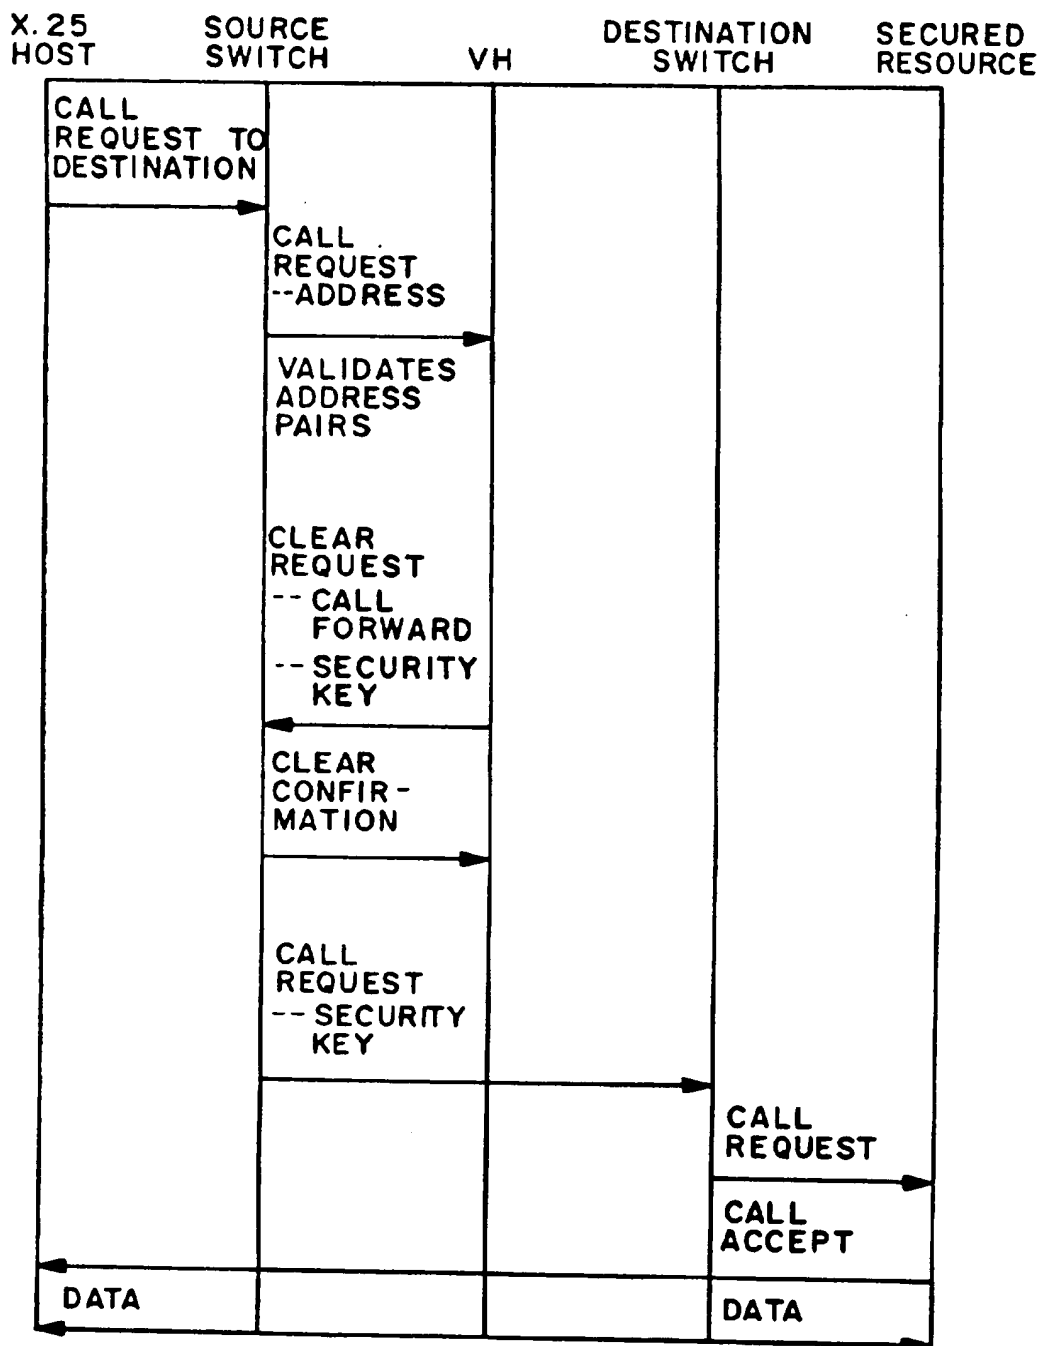 X.25
HOST
SOURCE
SWITCH
VH
DESTINATION
SWITCH
SECURED
RESOURCE
CALL
REQUEST TO
DESTINATION
CALL
REQUEST
--ADDRESS
VALIDATES
ADDRESS
PAIRS
CLEAR
REQUEST
-- CALL
FORWARD
-- SECURITY
KEY
CLEAR
CONFIR-
MATION
CALL
REQUEST
-- SECURITY
KEY
CALL
REQUEST
CALL
ACCEPT
DATA
DATA